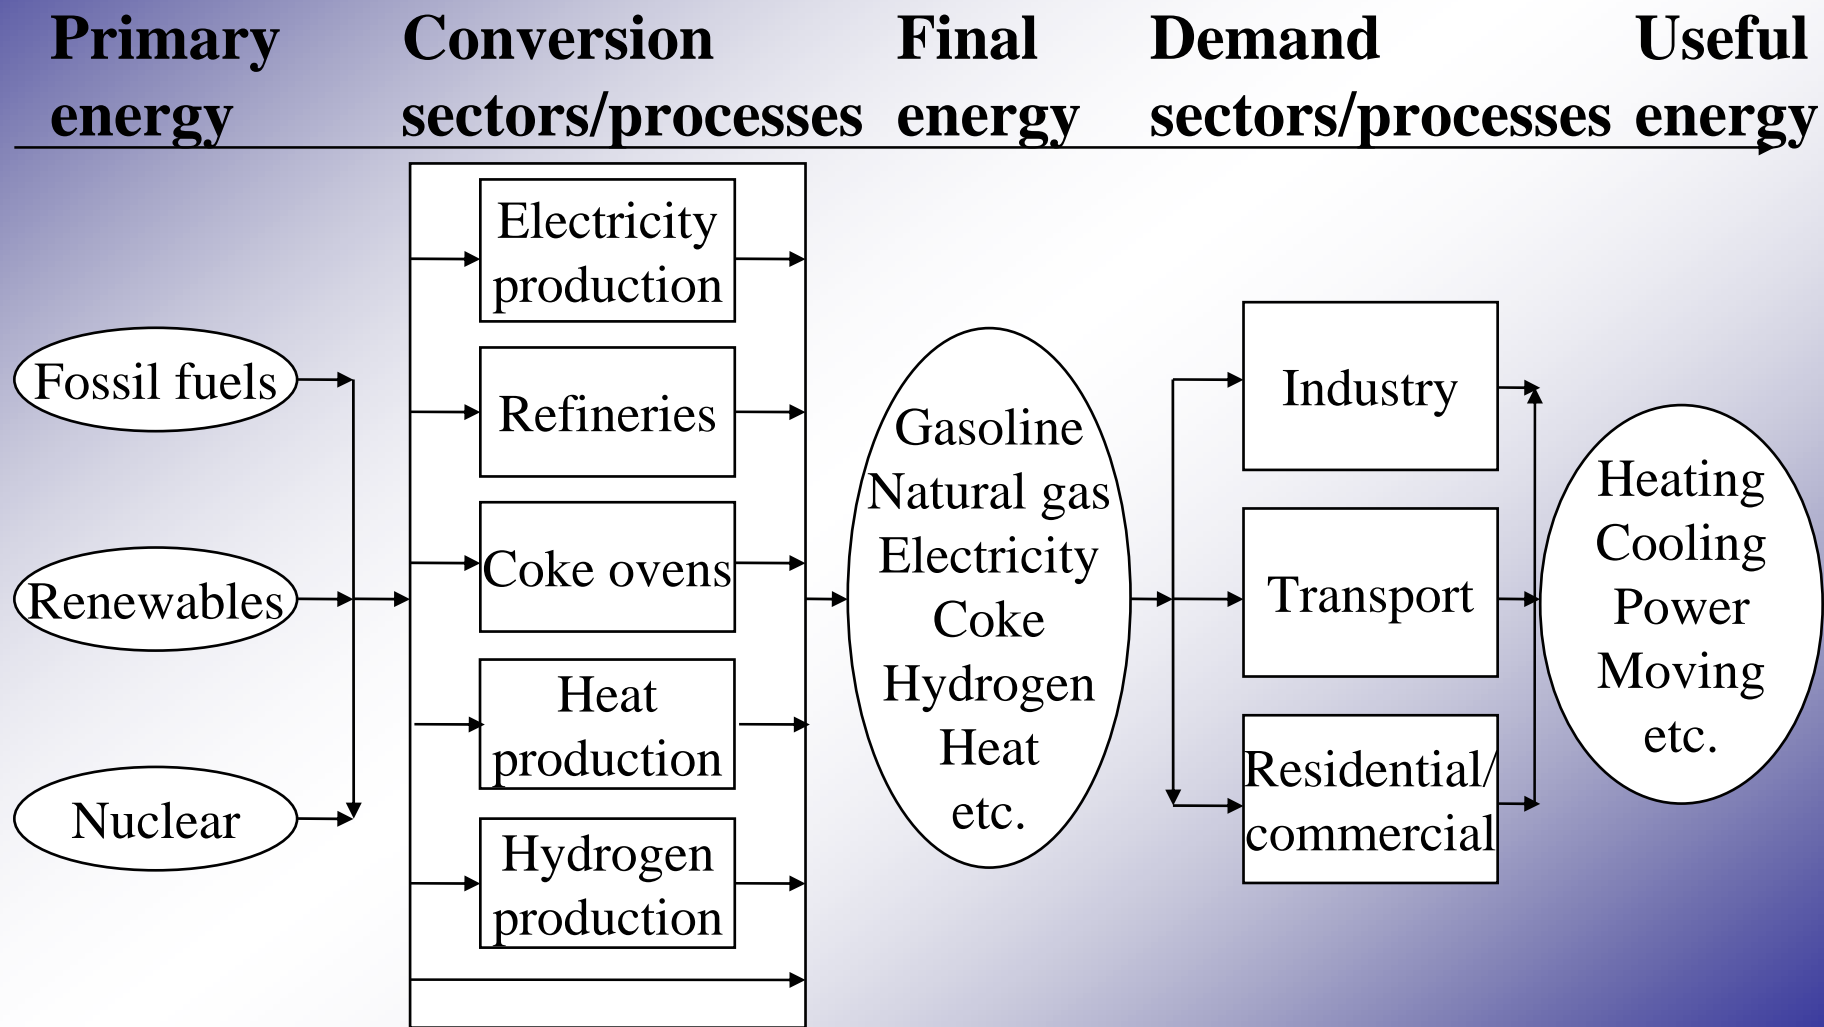 Primary
energy
Conversion
sectors/processes
Final
energy
Demand
sectors/processes
Useful
energy
Fossil fuels
Renewables
Nuclear
Electricity
production
Refineries
Coke ovens
Heat
production
Hydrogen
production
Gasoline
Natural gas
Electricity
Coke
Hydrogen
Heat
etc.
Industry
Transport
Residential/
commercial
Heating
Cooling
Power
Moving
etc.